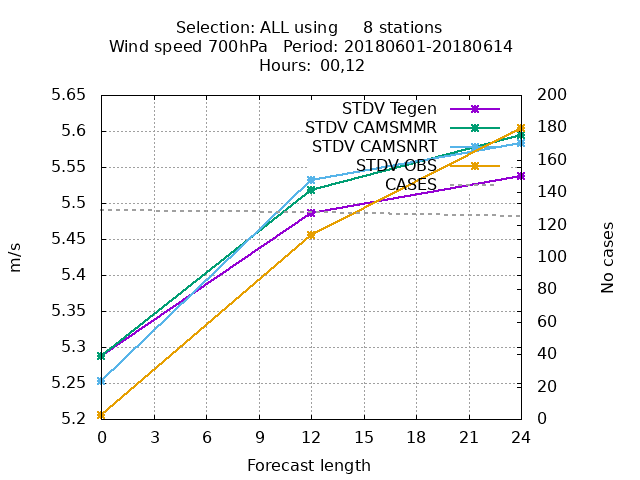 Selection: ALL using 8 stations
Wind speed 700hPa Period: 20180601-20180614
Hours: 00,12
5.65
5.6
5.55
5.5
5.45
5.4
5.35
5.3
5.25
5.2
m/s
STDV Tegen
STDV CAMSMMR
STDV CAMSNRT
STDV OBS
CASES
200
180
160
140
120
100
80
60
40
20
0
No cases
0 3 6 9 12 15 18 21 24
Forecast length